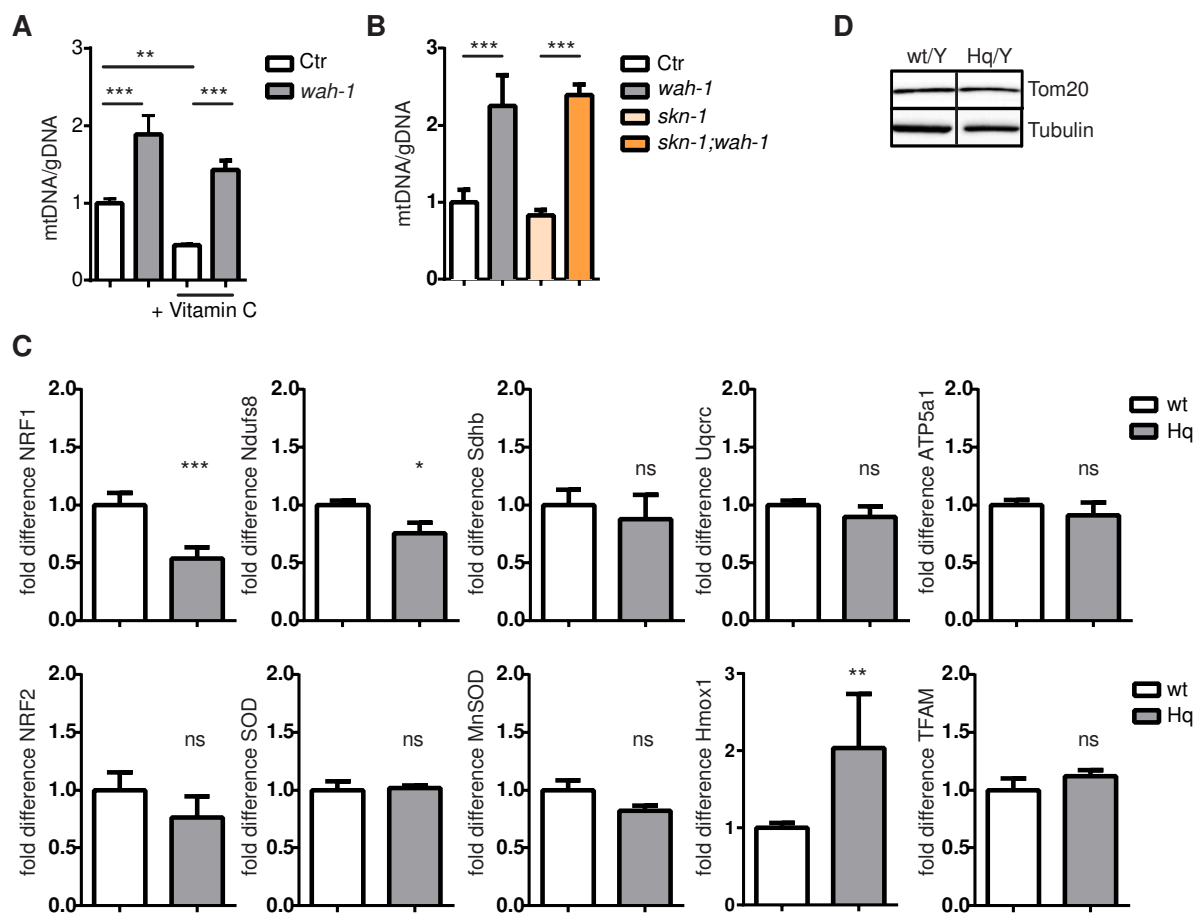 A
mtDNA/gDNA
3
2
1
0
**
***
***
+ Vitamin C
Ctr
wah-1
B
mtDNA/gDNA
3
2
1
0
***
***
Ctr
wah-1
skn-1
skn-1;wah-1
D
wt/Y
Hq/Y
Tom20
Tubulin
C
fold difference NRF1
2.0
1.5
1.0
0.5
0.0
***
fold difference Ndufs8
2.0
1.5
1.0
0.5
0.0
*
fold difference Sdhb
2.0
1.5
1.0
0.5
0.0
ns
fold difference Uqcrc
2.0
1.5
1.0
0.5
0.0
ns
fold difference ATP5a1
2.0
1.5
1.0
0.5
0.0
ns
wt
Hq
fold difference NRF2
2.0
1.5
1.0
0.5
0.0
ns
fold difference SOD
2.0
1.5
1.0
0.5
0.0
ns
fold difference MnSOD
2.0
1.5
1.0
0.5
0.0
ns
fold difference Hmox1
3
2
1
0
**
fold difference TFAM
2.0
1.5
1.0
0.5
0.0
ns
wt
Hq